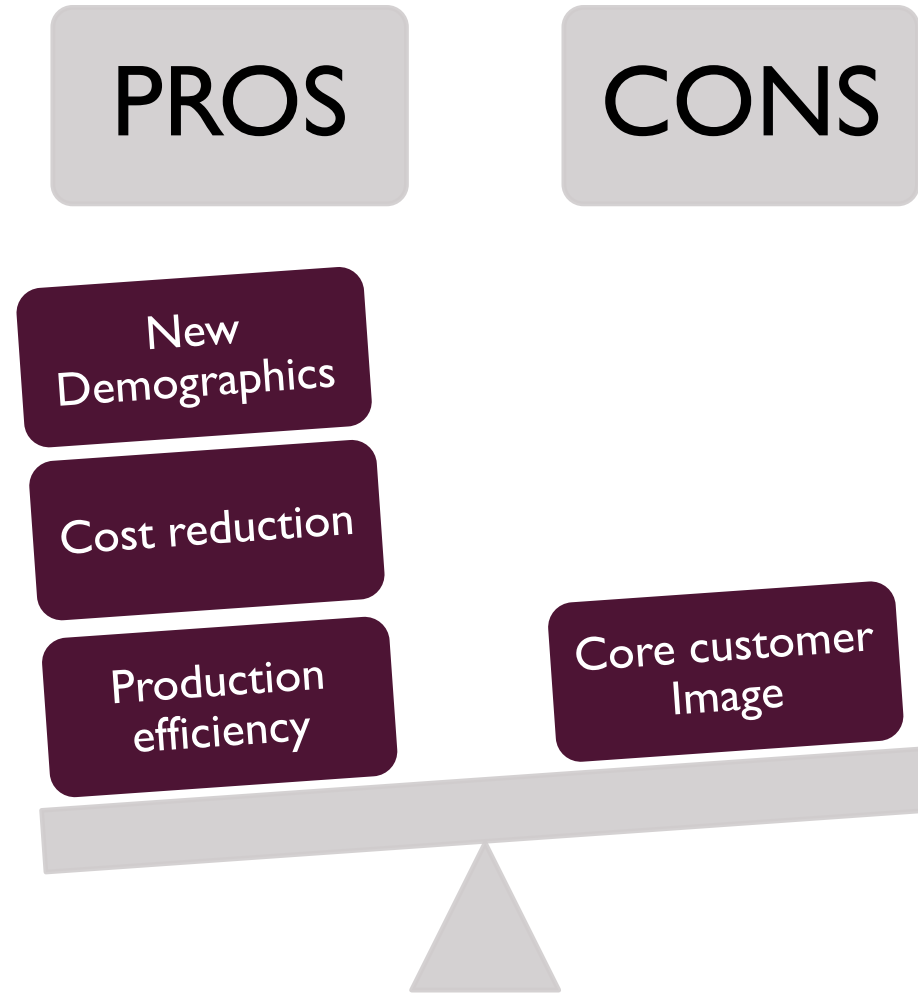 PROS
CONS
New
Demographics
Cost reduction
Production
efficiency
Core customer
Image